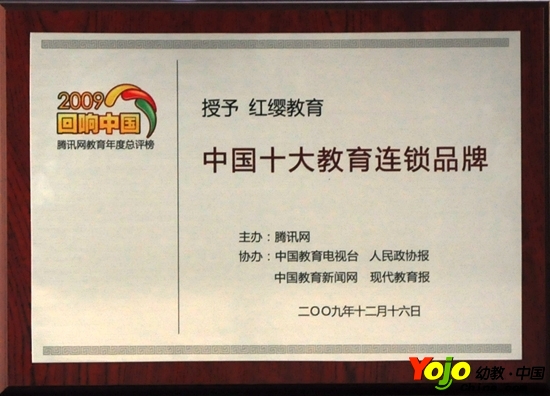 2009
回响中国
腾讯网教育年度总评榜
授予 红缨教育
中国十大教育连锁品牌
主办：腾讯网
协办：中国教育电视台 人民政协报
中国教育新闻网 现代教育报
二〇〇九年十二月十六日
YoJo 幼教·中国